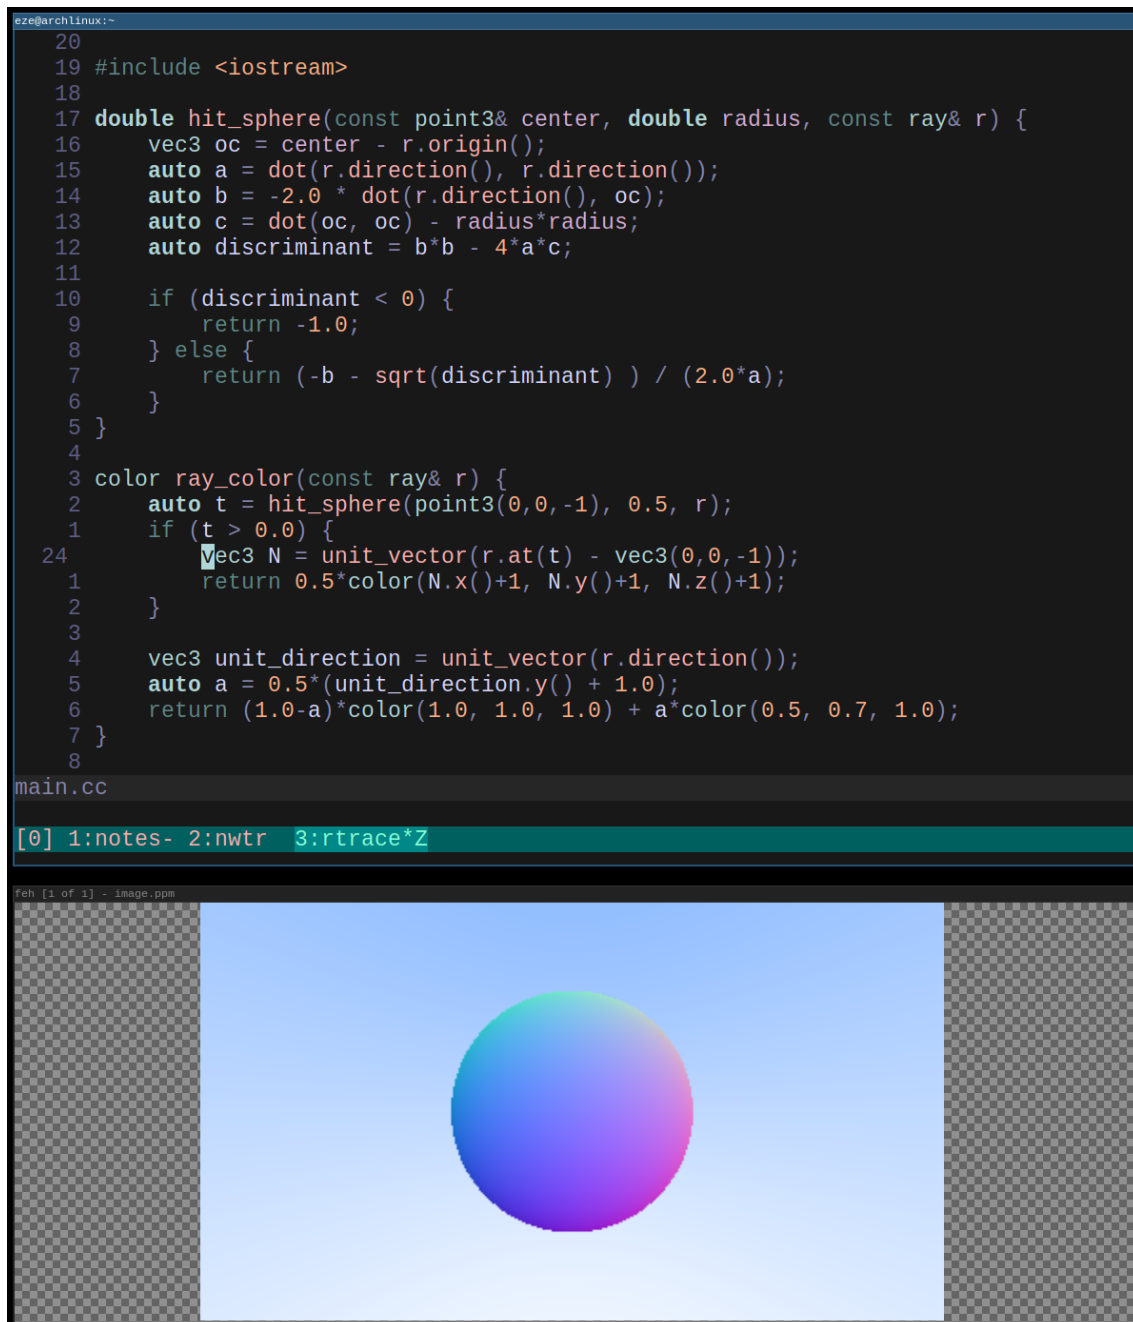 eze@archlinux:~
20
19 #include <iostream>
18
17 double hit_sphere(const point3& center, double radius, const ray& r) {
16     vec3 oc = center - r.origin();
15     auto a = dot(r.direction(), r.direction());
14     auto b = -2.0 * dot(r.direction(), oc);
13     auto c = dot(oc, oc) - radius*radius;
12     auto discriminant = b*b - 4*a*c;
11
10     if (discriminant < 0) {
9         return -1.0;
8     } else {
7         return (-b - sqrt(discriminant) ) / (2.0*a);
6     }
5 }
4
3 color ray_color(const ray& r) {
2     auto t = hit_sphere(point3(0,0,-1), 0.5, r);
1     if (t > 0.0) {
24         vec3 N = unit_vector(r.at(t) - vec3(0,0,-1));
1         return 0.5*color(N.x()+1, N.y()+1, N.z()+1);
2     }
3
4     vec3 unit_direction = unit_vector(r.direction());
5     auto a = 0.5*(unit_direction.y() + 1.0);
6     return (1.0-a)*color(1.0, 1.0, 1.0) + a*color(0.5, 0.7, 1.0);
7 }
8
main.cc
[0] 1:notes- 2:nwtr  3:rtrace*Z
feh [1 of 1] - image.ppm